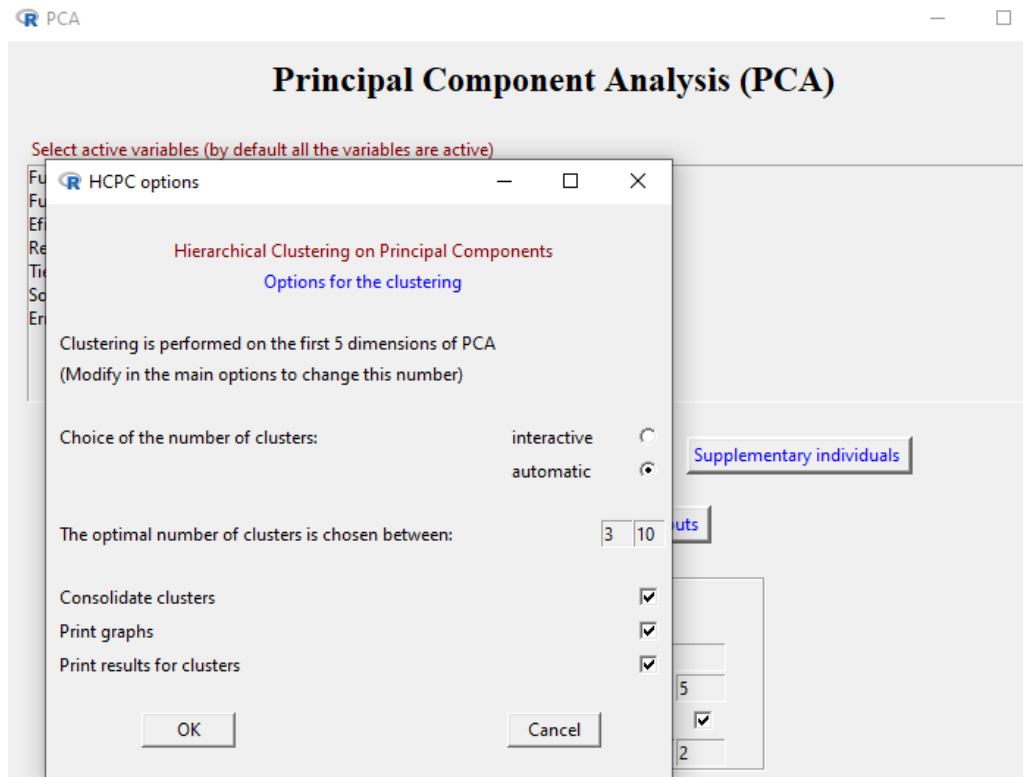 PCA
Principal Component Analysis (PCA)
Select active variables (by default all the variables are active)
HCPC options
Hierarchical Clustering on Principal Components
Options for the clustering
Clustering is performed on the first 5 dimensions of PCA
(Modify in the main options to change this number)
Choice of the number of clusters:
interactive
automatic
Supplementary individuals
The optimal number of clusters is chosen between: 3 10
Consolidate clusters
Print graphs
Print results for clusters
5
OK Cancel
2